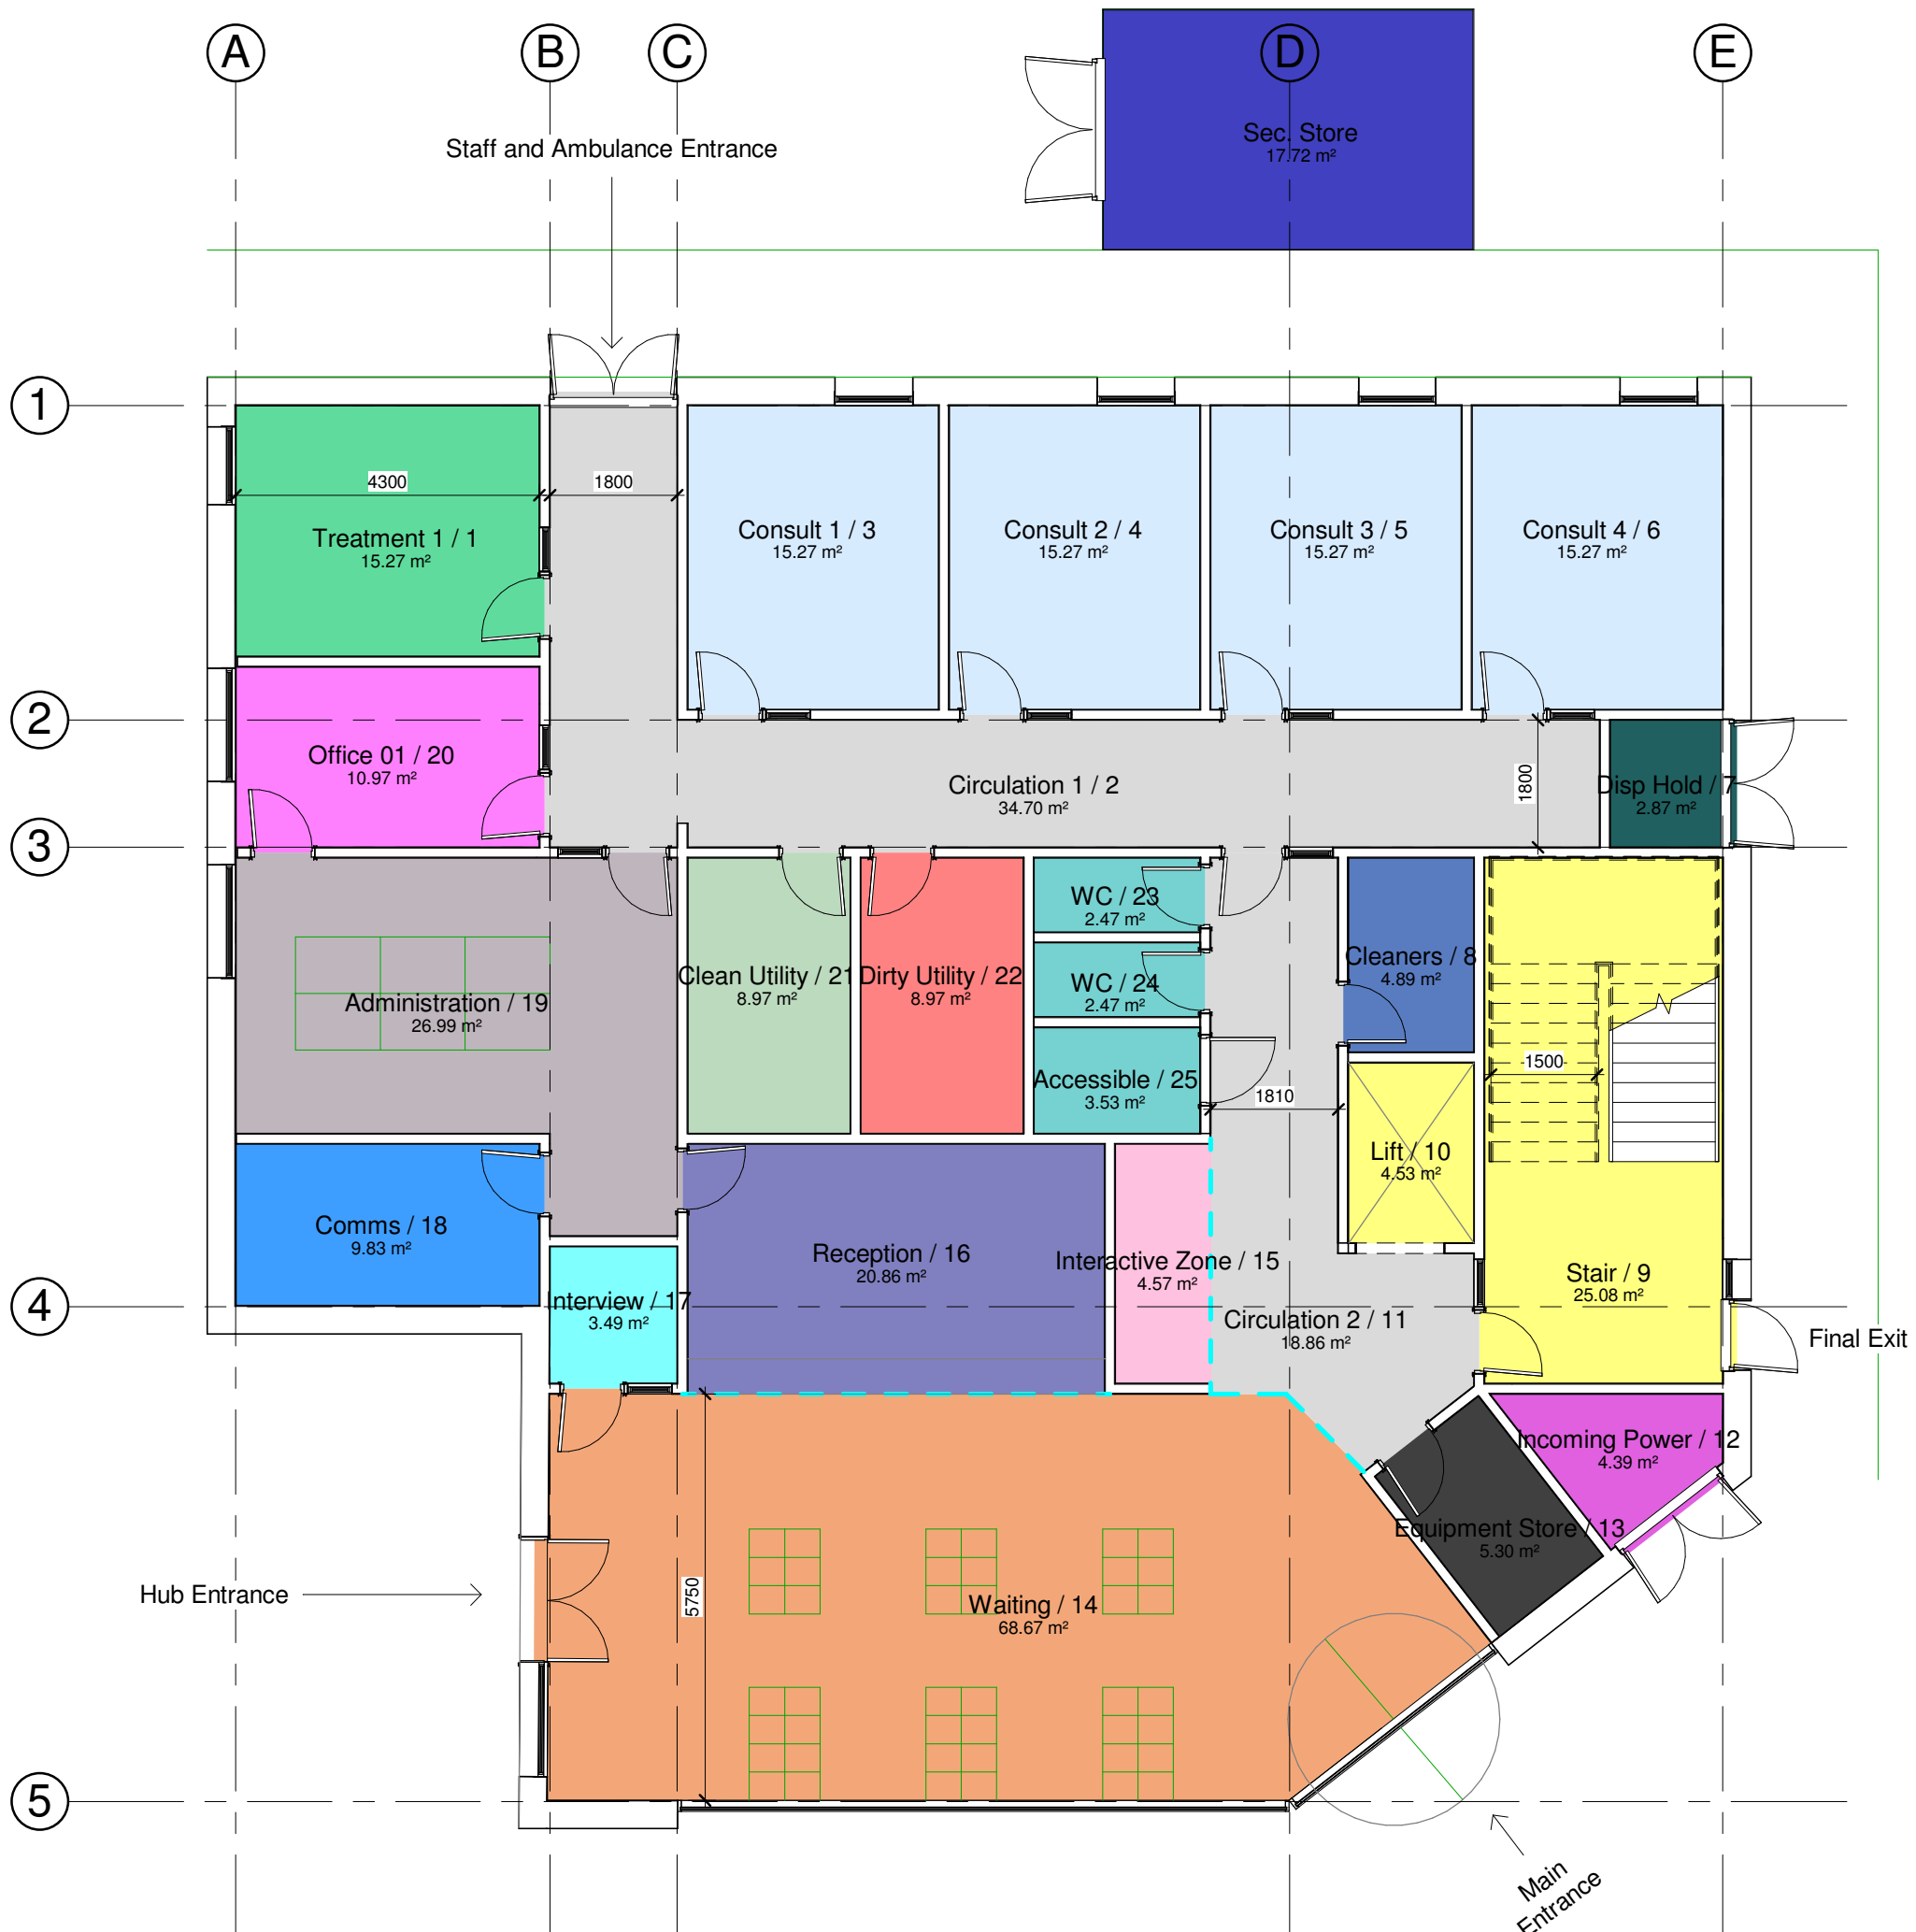 A
B
C
D
E
Sec. Store
17.72 m²
Staff and Ambulance Entrance
1
4300
1800
Treatment 1 / 1
15.27 m²
Consult 1 / 3
15.27 m²
Consult 2 / 4
15.27 m²
Consult 3 / 5
15.27 m²
Consult 4 / 6
15.27 m²
2
Office 01 / 20
10.97 m²
Circulation 1 / 2
34.70 m²
1800
Disp Hold / 7
2.87 m²
3
Administration / 19
26.99 m²
Clean Utility / 21
8.97 m²
Dirty Utility / 22
8.97 m²
WC / 23
2.47 m²
WC / 24
2.47 m²
Accessible / 25
3.53 m²
Cleaners / 8
4.89 m²
1500
1810
Lift / 10
4.53 m²
Comms / 18
9.83 m²
Reception / 16
20.86 m²
Interactive Zone / 15
4.57 m²
Stair / 9
25.08 m²
4
Interview / 17
3.49 m²
Circulation 2 / 11
18.86 m²
Final Exit
Incoming Power / 12
4.39 m²
Equipment Store / 13
5.30 m²
Hub Entrance
5750
Waiting / 14
68.67 m²
5
Main
Entrance